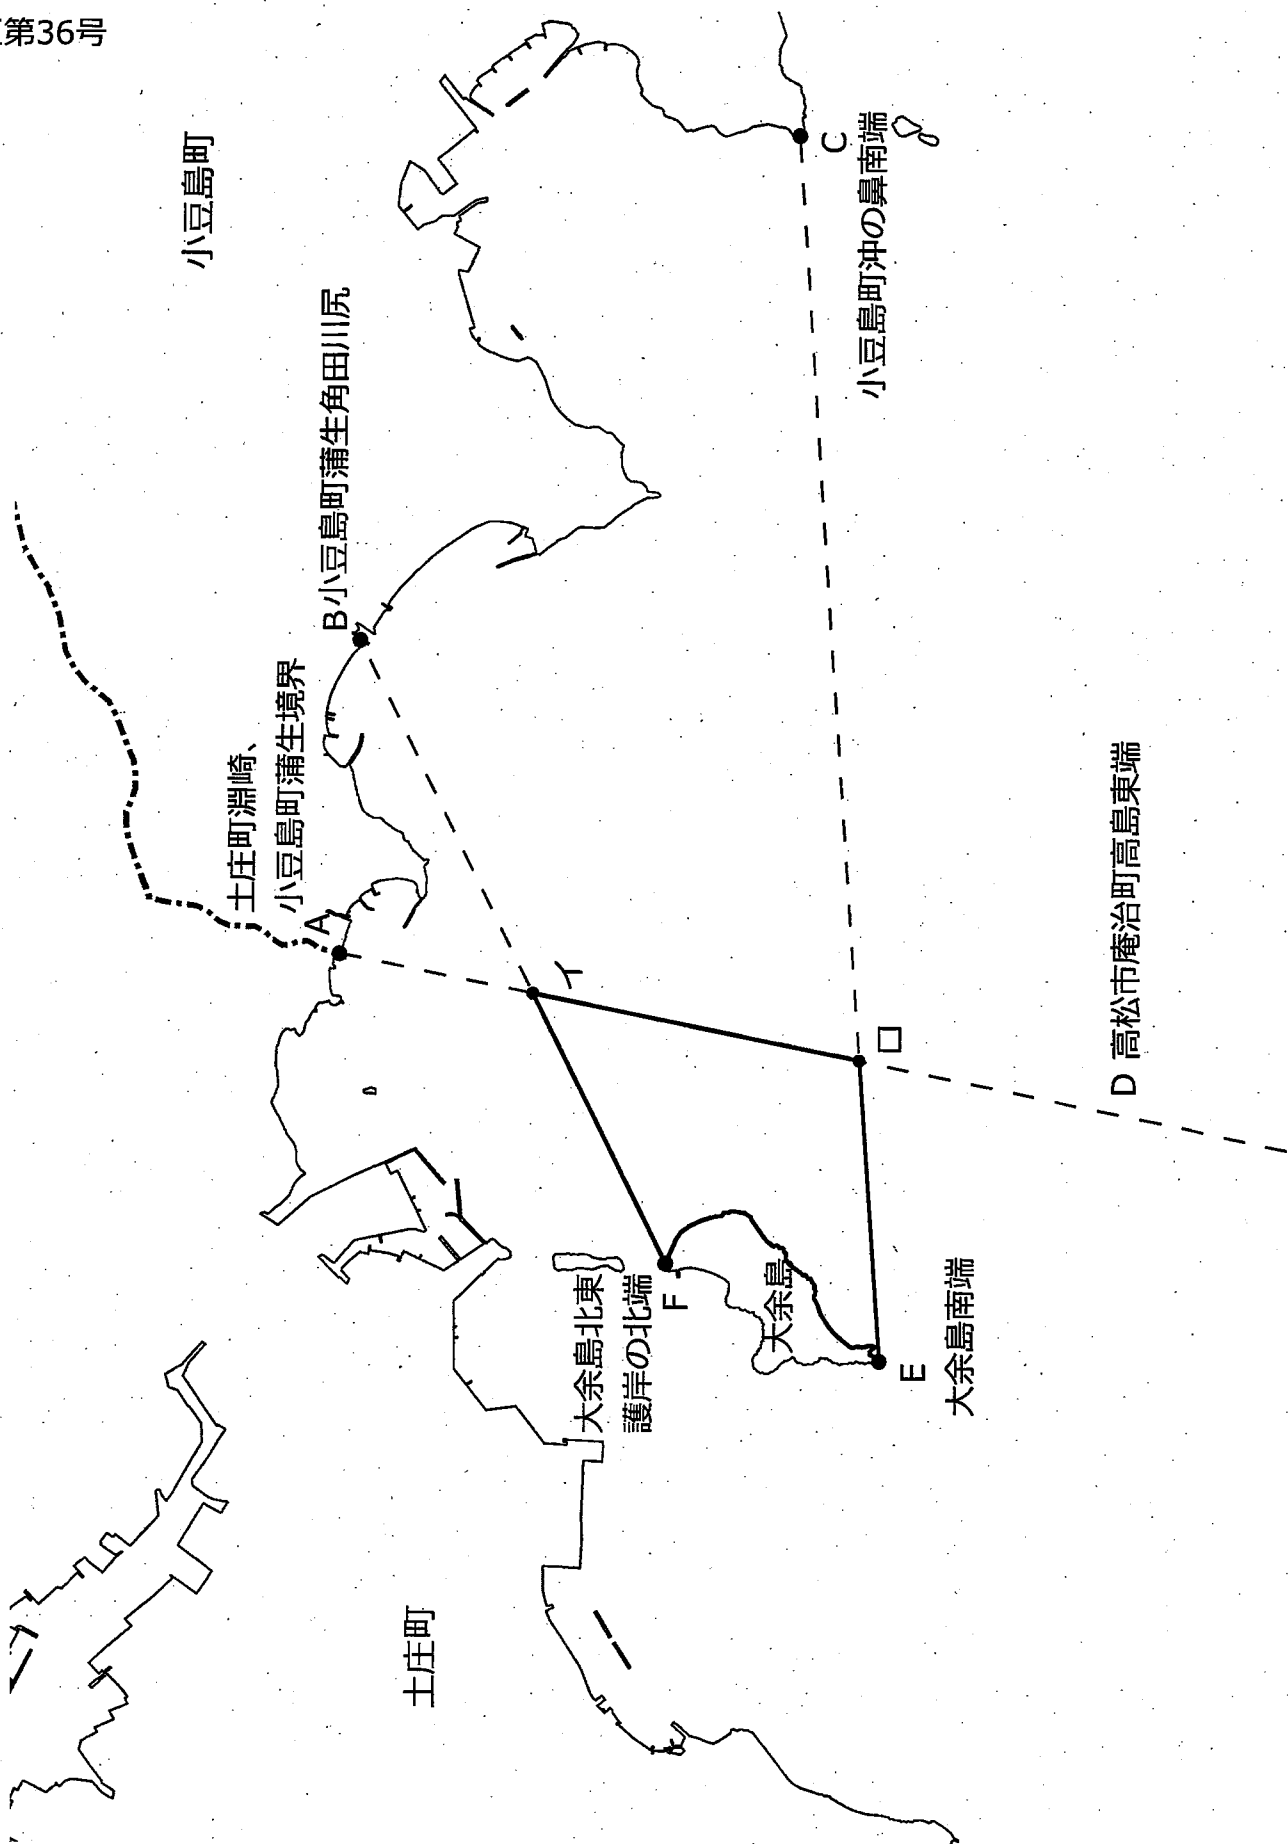 第36号
小豆島町
B 小豆島町蒲生角田川尻
土庄町淵崎、
小豆島町蒲生境界
A
C
小豆島町沖の鼻南端
イ
ロ
D 高松市庵治町高島東端
F
大余島北東
護岸の北端
大余島
E
大余島南端
土庄町